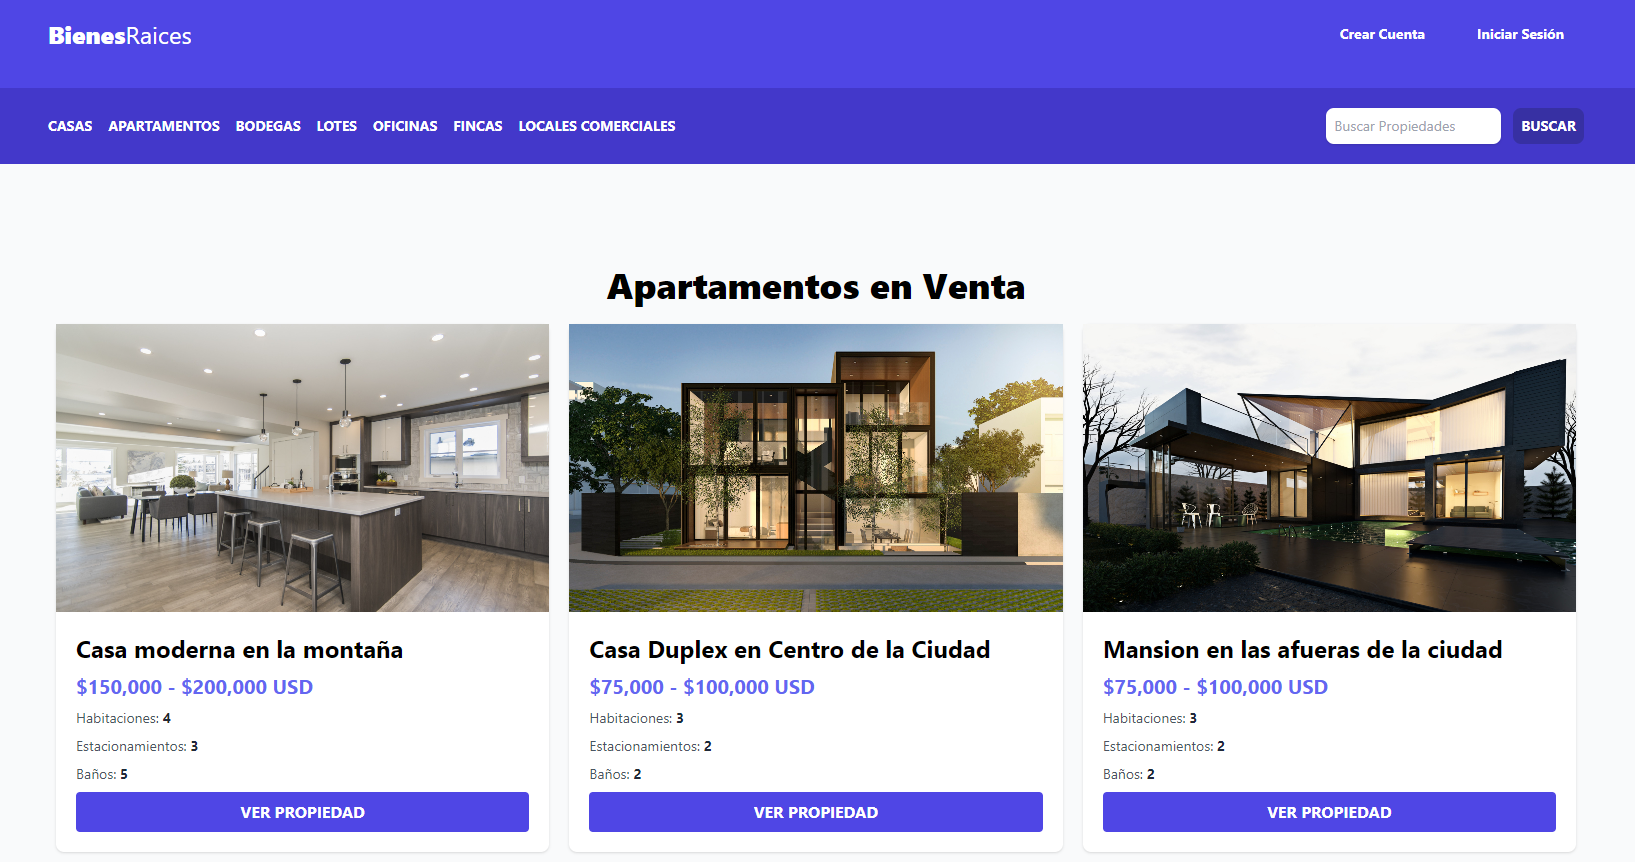 BienesRaices
Crear Cuenta
Iniciar Sesión
CASAS APARTAMENTOS BODEGAS LOTES OFICINAS FINCAS LOCALES COMERCIALES
Buscar Propiedades
BUSCAR
Apartamentos en Venta
Casa moderna en la montaña
$150,000 - $200,000 USD
Habitaciones: 4
Estacionamientos: 3
Baños: 5
VER PROPIEDAD
Casa Duplex en Centro de la Ciudad
$75,000 - $100,000 USD
Habitaciones: 3
Estacionamientos: 2
Baños: 2
VER PROPIEDAD
Mansion en las afueras de la ciudad
$75,000 - $100,000 USD
Habitaciones: 3
Estacionamientos: 2
Baños: 2
VER PROPIEDAD